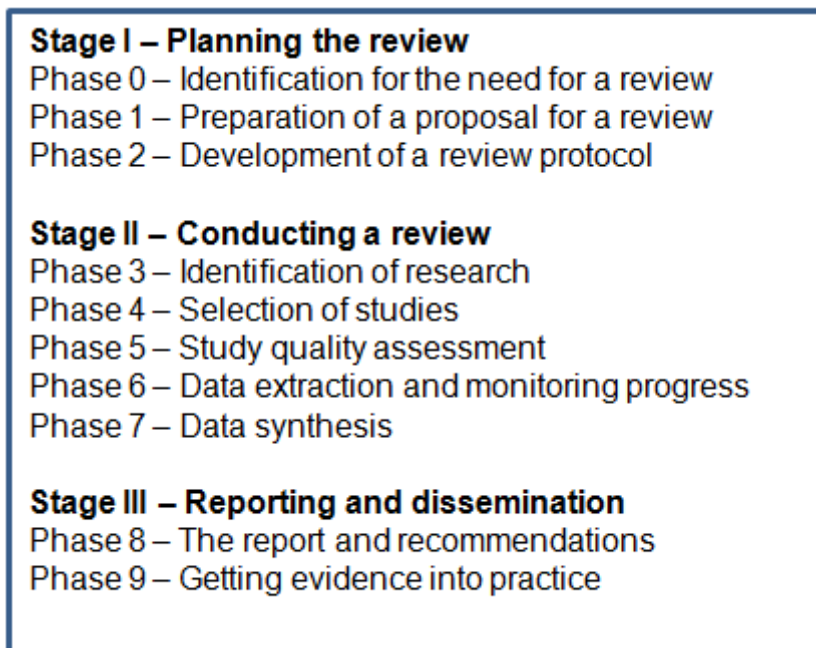 Stage I – Planning the review
Phase 0 – Identification for the need for a review
Phase 1 – Preparation of a proposal for a review
Phase 2 – Development of a review protocol
Stage II – Conducting a review
Phase 3 – Identification of research
Phase 4 – Selection of studies
Phase 5 – Study quality assessment
Phase 6 – Data extraction and monitoring progress
Phase 7 – Data synthesis
Stage III – Reporting and dissemination
Phase 8 – The report and recommendations
Phase 9 – Getting evidence into practice